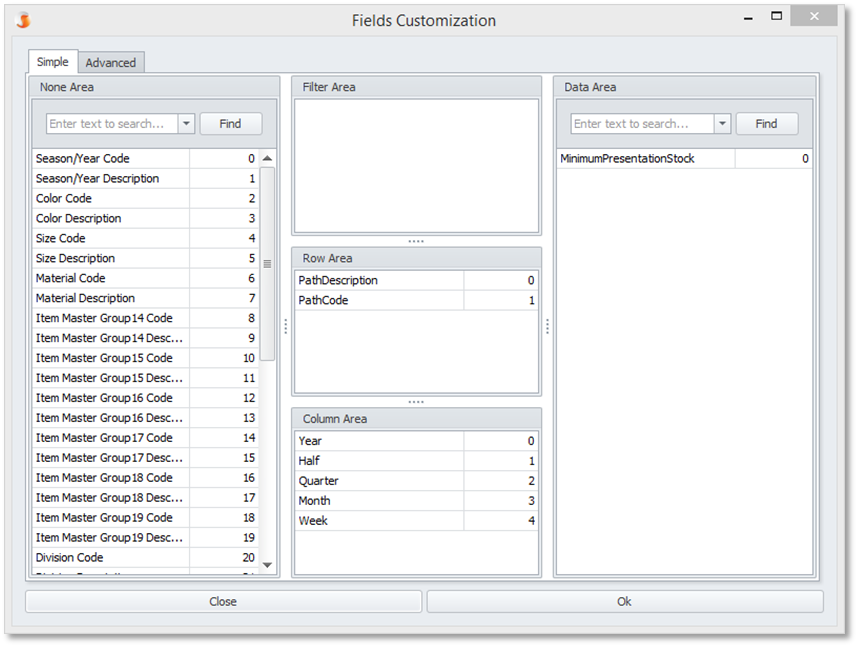 Fields Customization
Simple Advanced
None Area
Enter text to search... Find
Season/Year Code 0
Season/Year Description 1
Color Code 2
Color Description 3
Size Code 4
Size Description 5
Material Code 6
Material Description 7
Item Master Group14 Code 8
Item Master Group14 Desc... 9
Item Master Group15 Code 10
Item Master Group15 Desc... 11
Item Master Group16 Code 12
Item Master Group16 Desc... 13
Item Master Group17 Code 14
Item Master Group17 Desc... 15
Item Master Group18 Code 16
Item Master Group18 Desc... 17
Item Master Group19 Code 18
Item Master Group19 Desc... 19
Division Code 20
Filter Area
Row Area
PathDescription 0
PathCode 1
Column Area
Year 0
Half 1
Quarter 2
Month 3
Week 4
Data Area
Enter text to search... Find
MinimumPresentationStock 0
Close Ok